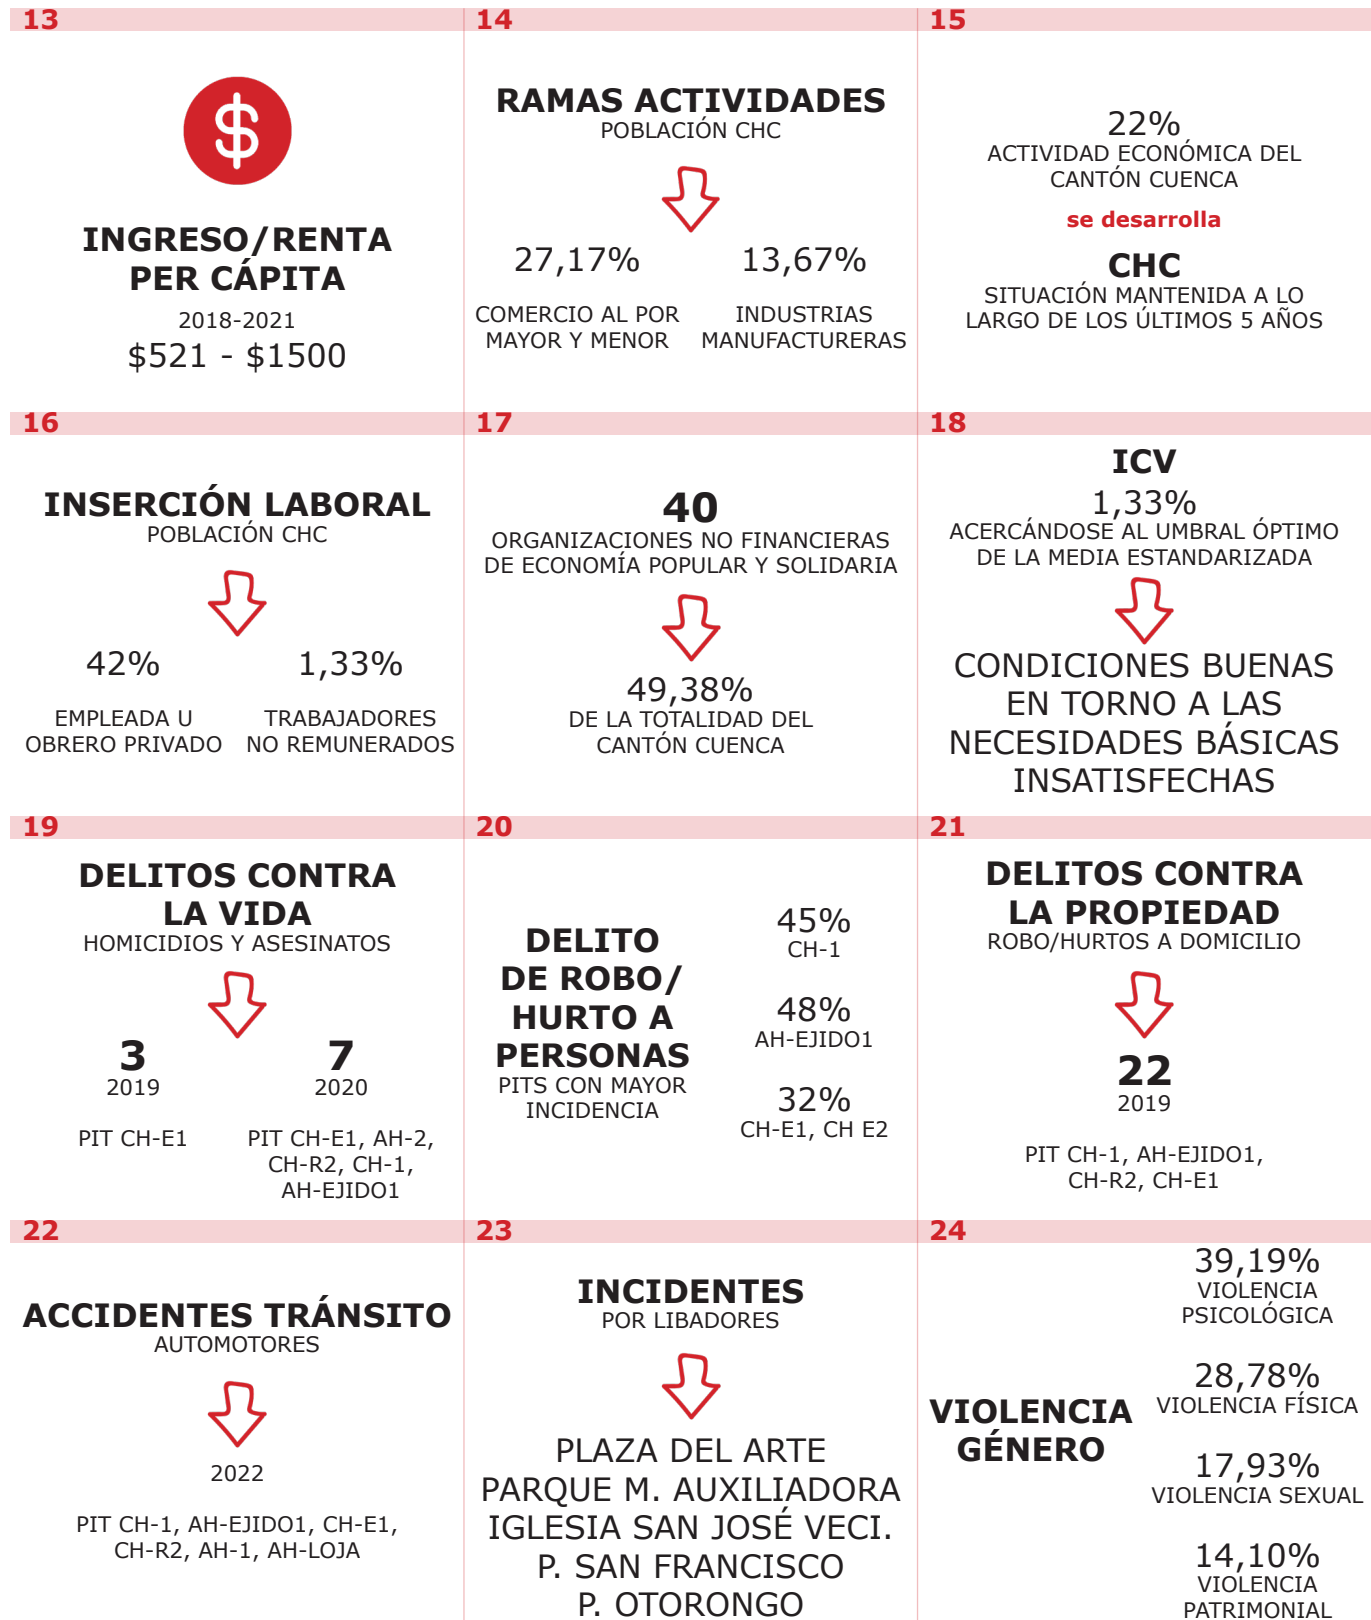 13
$
INGRESO/RENTA
PER CÁPITA
2018-2021
$521 - $1500
14
RAMAS ACTIVIDADES
POBLACIÓN CHC
27,17%
COMERCIO AL POR
MAYOR Y MENOR
13,67%
INDUSTRIAS
MANUFACTURERAS
15
22%
ACTIVIDAD ECONÓMICA DEL
CANTÓN CUENCA
se desarrolla
CHC
SITUACIÓN MANTENIDA A LO
LARGO DE LOS ÚLTIMOS 5 AÑOS
16
INSERCIÓN LABORAL
POBLACIÓN CHC
42%
EMPLEADA U
OBRERO PRIVADO
1,33%
TRABAJADORES
NO REMUNERADOS
17
40
ORGANIZACIONES NO FINANCIERAS
DE ECONOMÍA POPULAR Y SOLIDARIA
49,38%
DE LA TOTALIDAD DEL
CANTÓN CUENCA
18
ICV
1,33%
ACERCÁNDOSE AL UMBRAL ÓPTIMO
DE LA MEDIA ESTANDARIZADA
CONDICIONES BUENAS
EN TORNO A LAS
NECESIDADES BÁSICAS
INSATISFECHAS
19
DELITOS CONTRA
LA VIDA
HOMICIDIOS Y ASESINATOS
3
2019
PIT CH-E1
7
2020
PIT CH-E1, AH-2,
CH-R2, CH-1,
AH-EJIDO1
20
DELITO
DE ROBO/
HURTO A
PERSONAS
PITS CON MAYOR
INCIDENCIA
45%
CH-1
48%
AH-EJIDO1
32%
CH-E1, CH E2
21
DELITOS CONTRA
LA PROPIEDAD
ROBO/HURTOS A DOMICILIO
22
2019
PIT CH-1, AH-EJIDO1,
CH-R2, CH-E1
22
ACCIDENTES TRÁNSITO
AUTOMOTORES
2022
PIT CH-1, AH-EJIDO1, CH-E1,
CH-R2, AH-1, AH-LOJA
23
INCIDENTES
POR LIBADORES
PLAZA DEL ARTE
PARQUE M. AUXILIADORA
IGLESIA SAN JOSÉ VECI.
P. SAN FRANCISCO
P. OTORONGO
24
VIOLENCIA
GÉNERO
39,19%
VIOLENCIA
PSICOLÓGICA
28,78%
VIOLENCIA FÍSICA
17,93%
VIOLENCIA SEXUAL
14,10%
VIOLENCIA
PATRIMONIAL